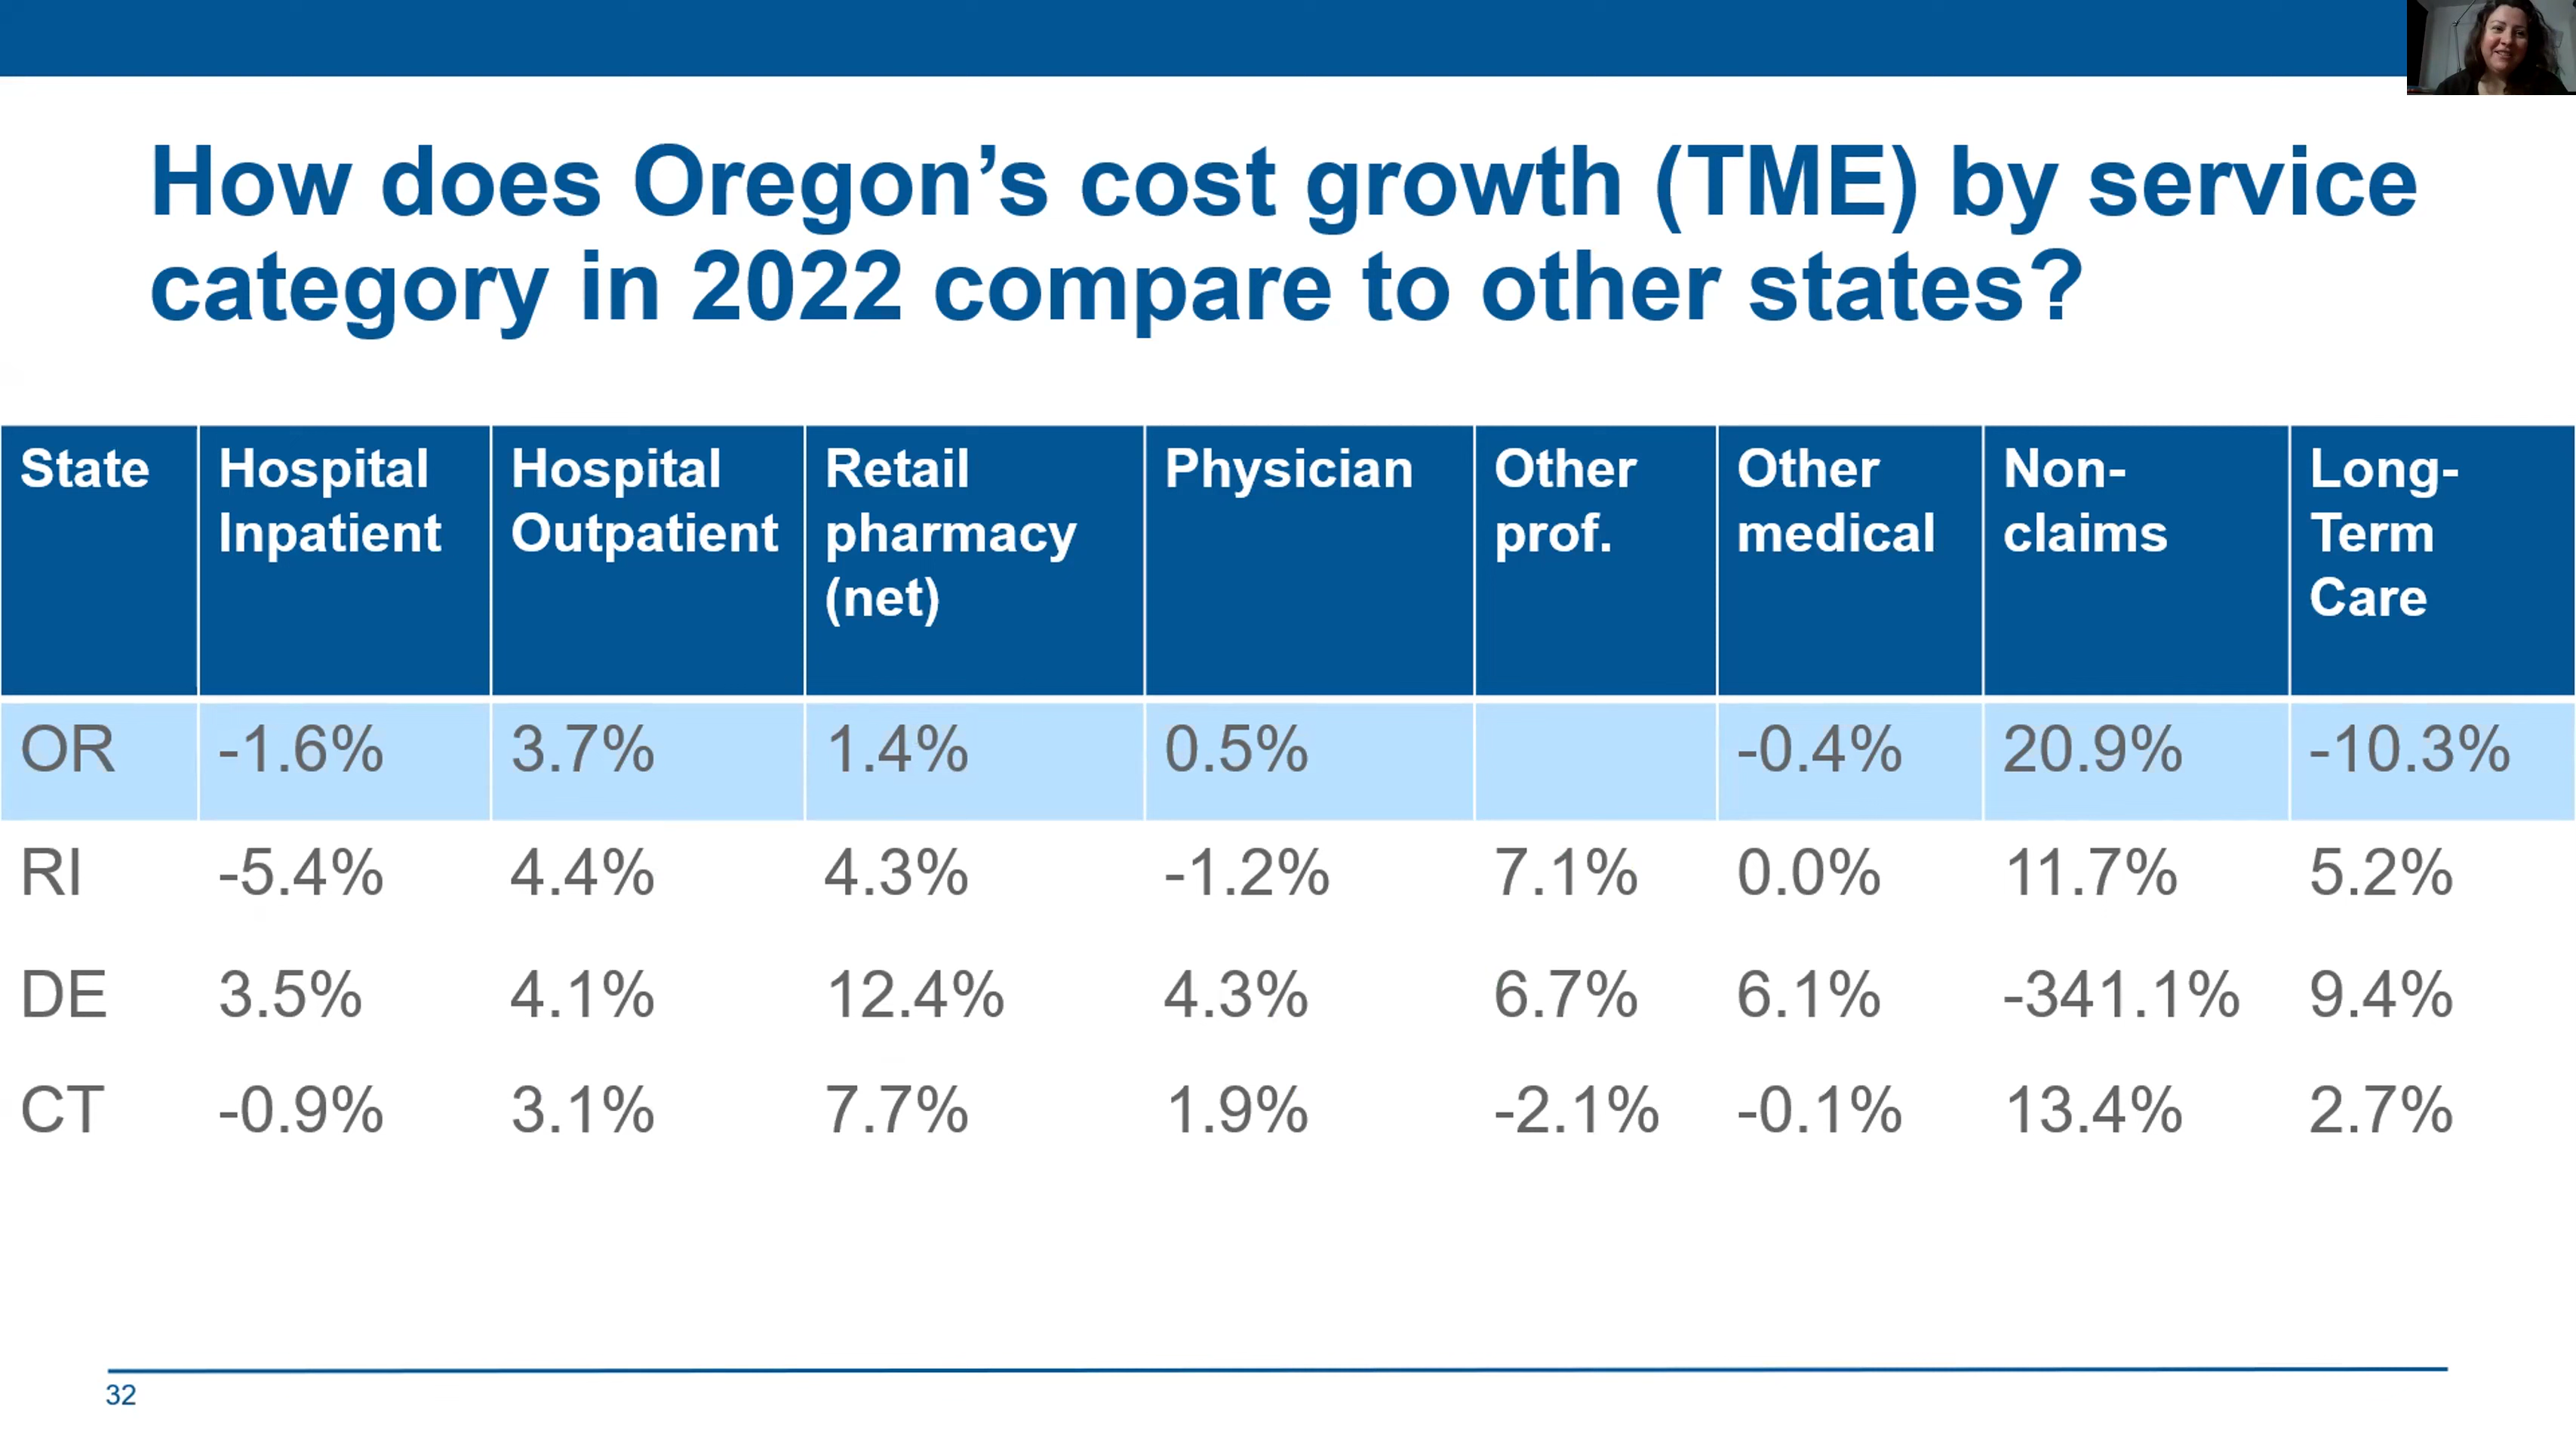 How does Oregon’s cost growth (TME) by service
category in 2022 compare to other states?
State Hospital Inpatient Hospital Outpatient Retail pharmacy (net) Physician Other prof. Other medical Non-claims Long-Term Care
OR -1.6% 3.7% 1.4% 0.5% -0.4% 20.9% -10.3%
RI -5.4% 4.4% 4.3% -1.2% 7.1% 0.0% 11.7% 5.2%
DE 3.5% 4.1% 12.4% 4.3% 6.7% 6.1% -341.1% 9.4%
CT -0.9% 3.1% 7.7% 1.9% -2.1% -0.1% 13.4% 2.7%
32